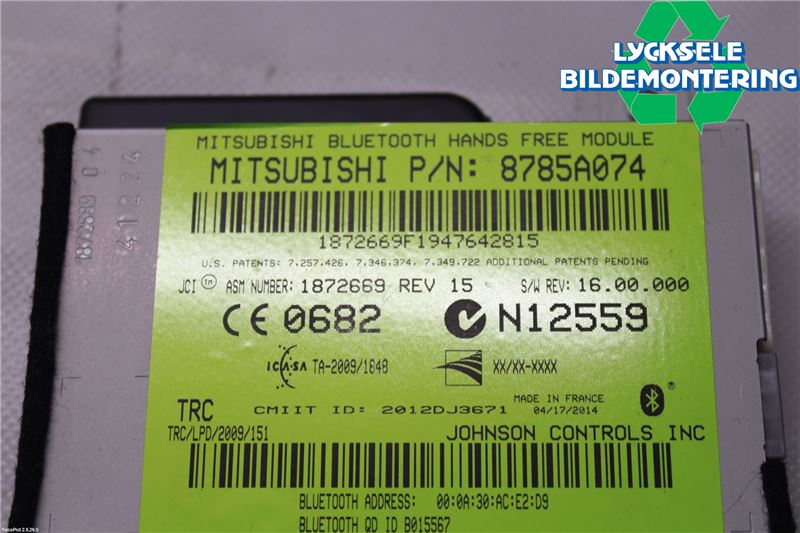 LYCKSELE
BILDEMONTERING
MITSUBISHI BLUETOOTH HANDS FREE MODULE
MITSUBISHI P/N: 8785A074
1872669F1947642815
U.S. PATENTS: 7,257,426, 7,346,374, 7,349,722 ADDITIONAL PATENTS PENDING
JCI TM ASM NUMBER: 1872669 REV 15 S/W REV: 16.00.000
CE 0682 N12559
ICASA TA-2009/1848 XX/XX-XXXX
TRC CMIIT ID: 2012DJ3671 MADE IN FRANCE
04/17/2014 ®
TRC/LPD/2009/151 JOHNSON CONTROLS INC
BLUETOOTH ADDRESS: 00:0A:30:AC:E2:D9
BLUETOOTH QD ID B015567
1872689 04
41224